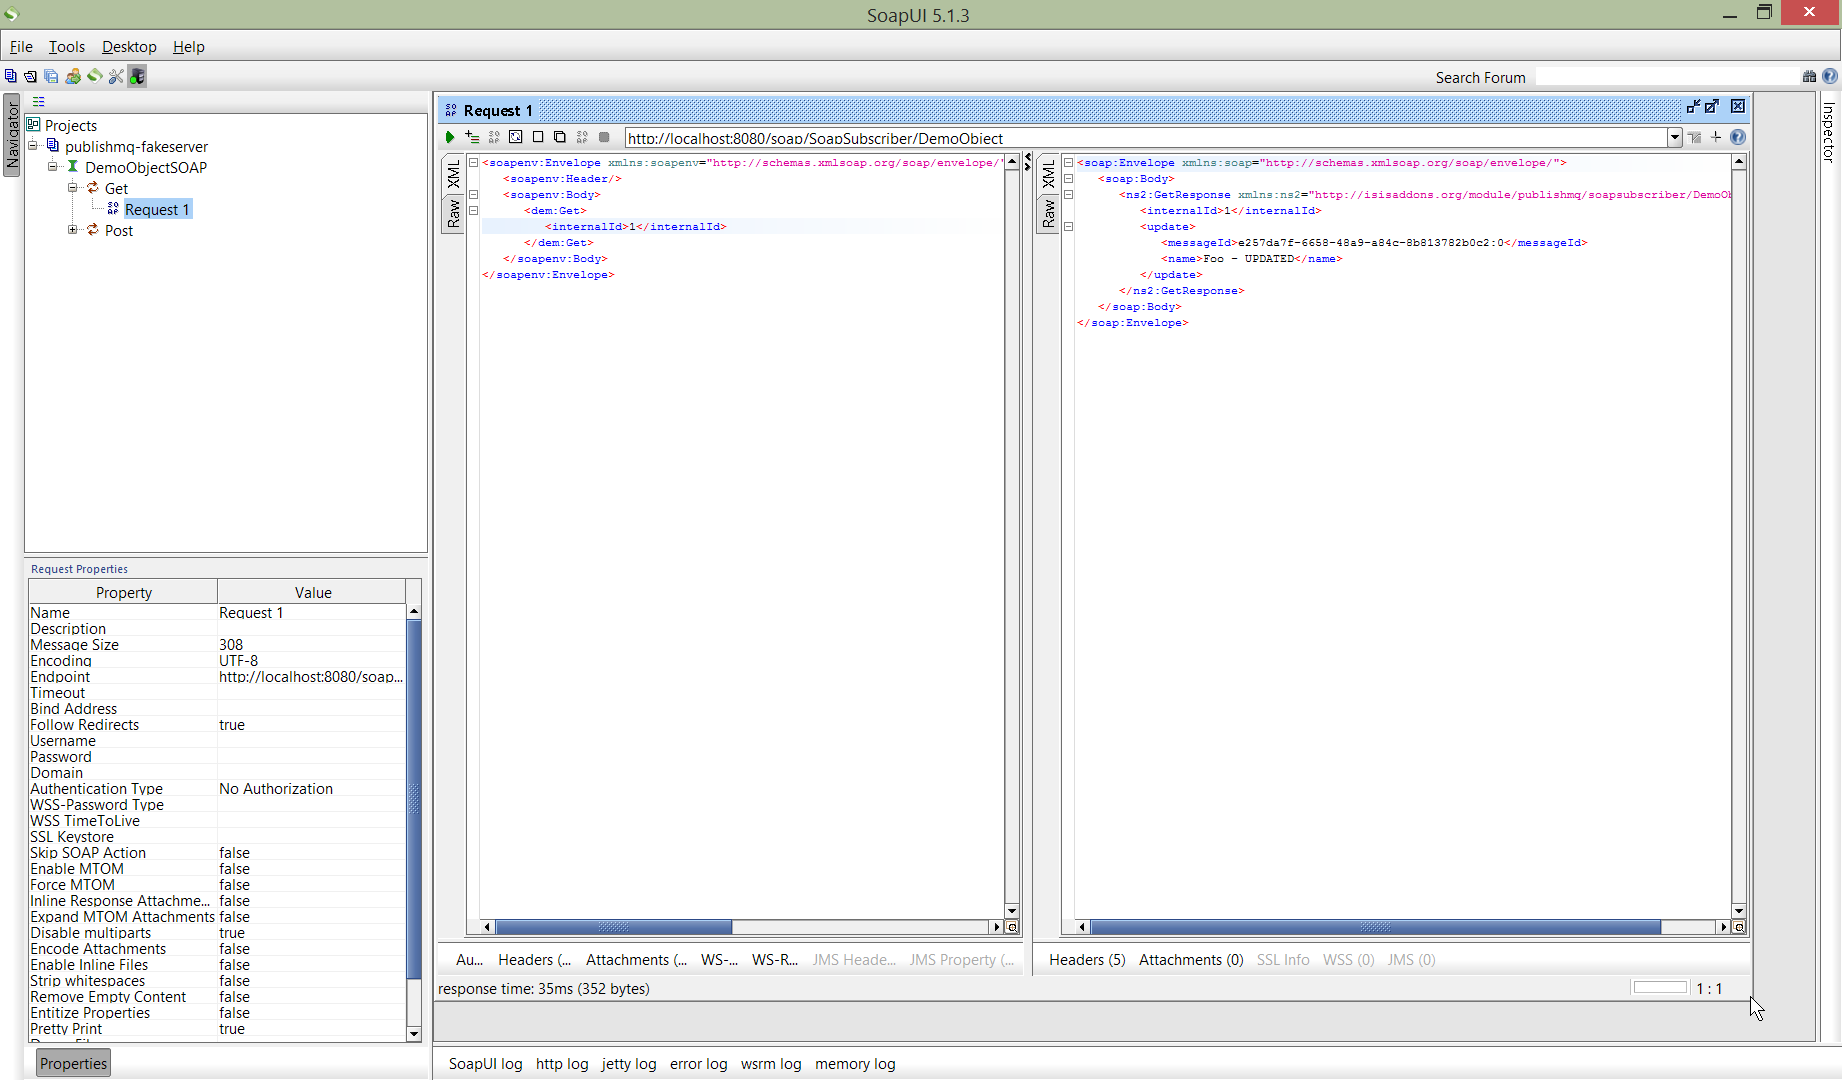 SoapUI 5.1.3
File Tools Desktop Help
Search Forum
Navigator
Projects
publishmq-fakeserver
DemoObjectSOAP
Get
Request 1
Post
Request Properties
Property Value
Name Request 1
Description
Message Size 308
Encoding UTF-8
Endpoint http://localhost:8080/soap...
Timeout
Bind Address
Follow Redirects true
Username
Password
Domain
Authentication Type No Authorization
WSS-Password Type
WSS TimeToLive
SSL Keystore
Skip SOAP Action false
Enable MTOM false
Force MTOM false
Inline Response Attachme... false
Expand MTOM Attachments false
Disable multiparts true
Encode Attachments false
Enable Inline Files false
Strip whitespaces false
Remove Empty Content false
Entitize Properties false
Pretty Print true
Properties
Request 1
http://localhost:8080/soap/SoapSubscriber/DemoObject
XML
Raw
<soapenv:Envelope xmlns:soapenv="http://schemas.xmlsoap.org/soap/envelope/"
<soapenv:Header/>
<soapenv:Body>
<dem:Get>
<internalId>1</internalId>
</dem:Get>
</soapenv:Body>
</soapenv:Envelope>
Au... Headers (... Attachments (... WS-... WS-R... JMS Heade... JMS Property (...
XML
Raw
<soap:Envelope xmlns:soap="http://schemas.xmlsoap.org/soap/envelope/">
<soap:Body>
<ns2:GetResponse xmlns:ns2="http://isisaddons.org/module/publishmq/soapsubscriber/DemoOb
<internalId>1</internalId>
<update>
<messageId>e257da7f-6658-48a9-a84c-8b813782b0c2:0</messageId>
<name>Foo - UPDATED</name>
</update>
</ns2:GetResponse>
</soap:Body>
</soap:Envelope>
Headers (5) Attachments (0) SSL Info WSS (0) JMS (0)
response time: 35ms (352 bytes)
1 : 1
Inspector
SoapUI log http log jetty log error log wsrm log memory log